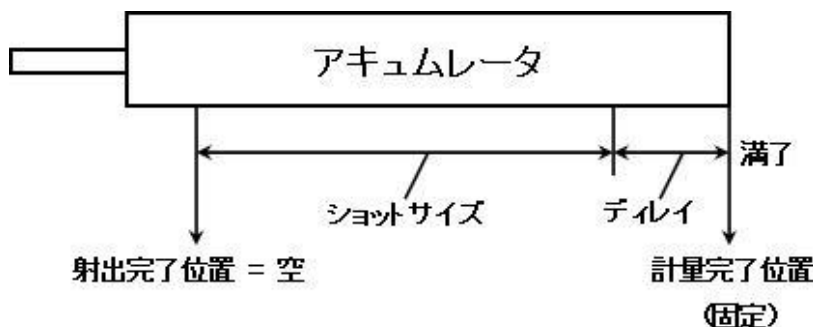 アキュムレータ
満了
ショットサイズ
ディレイ
射出完了位置 = 空
計量完了位置
(固定)